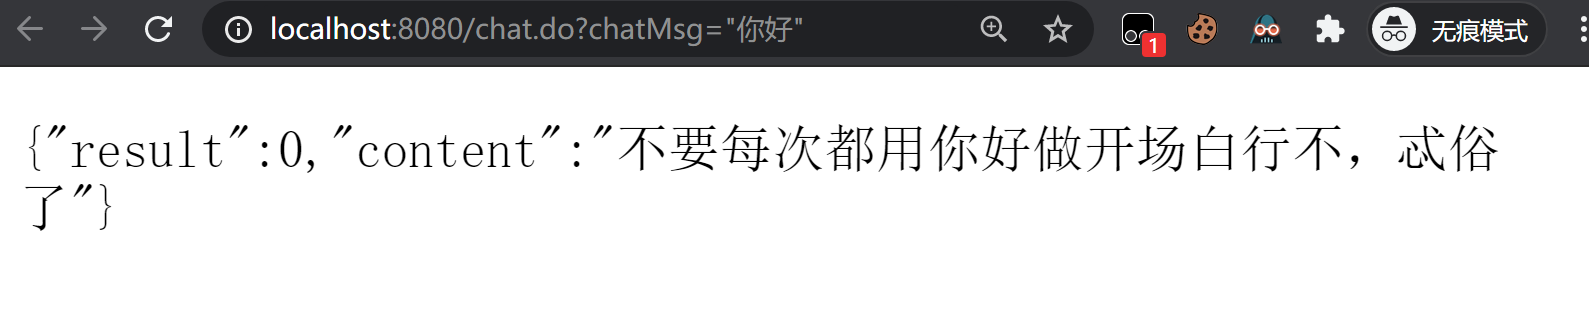 localhost:8080/chat.do?chatMsg="你好"
1
无痕模式
{"result":0,"content":"不要每次都用你好做开场白行不，忒俗
了"}